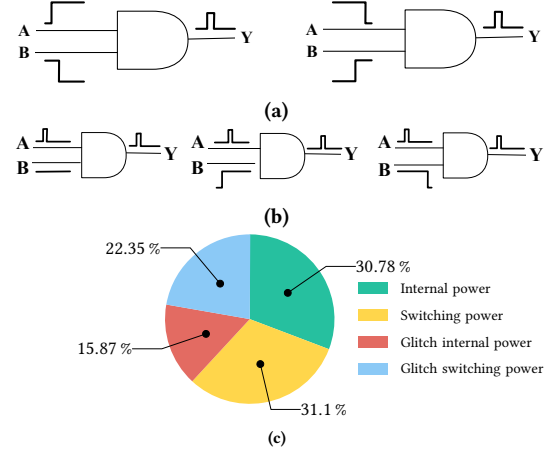 A
B
Y
A
B
Y
(a)
A
B
Y
A
B
Y
A
B
Y
(b)
22.35 %
30.78 %
15.87 %
31.1 %
Internal power
Switching power
Glitch internal power
Glitch switching power
(c)